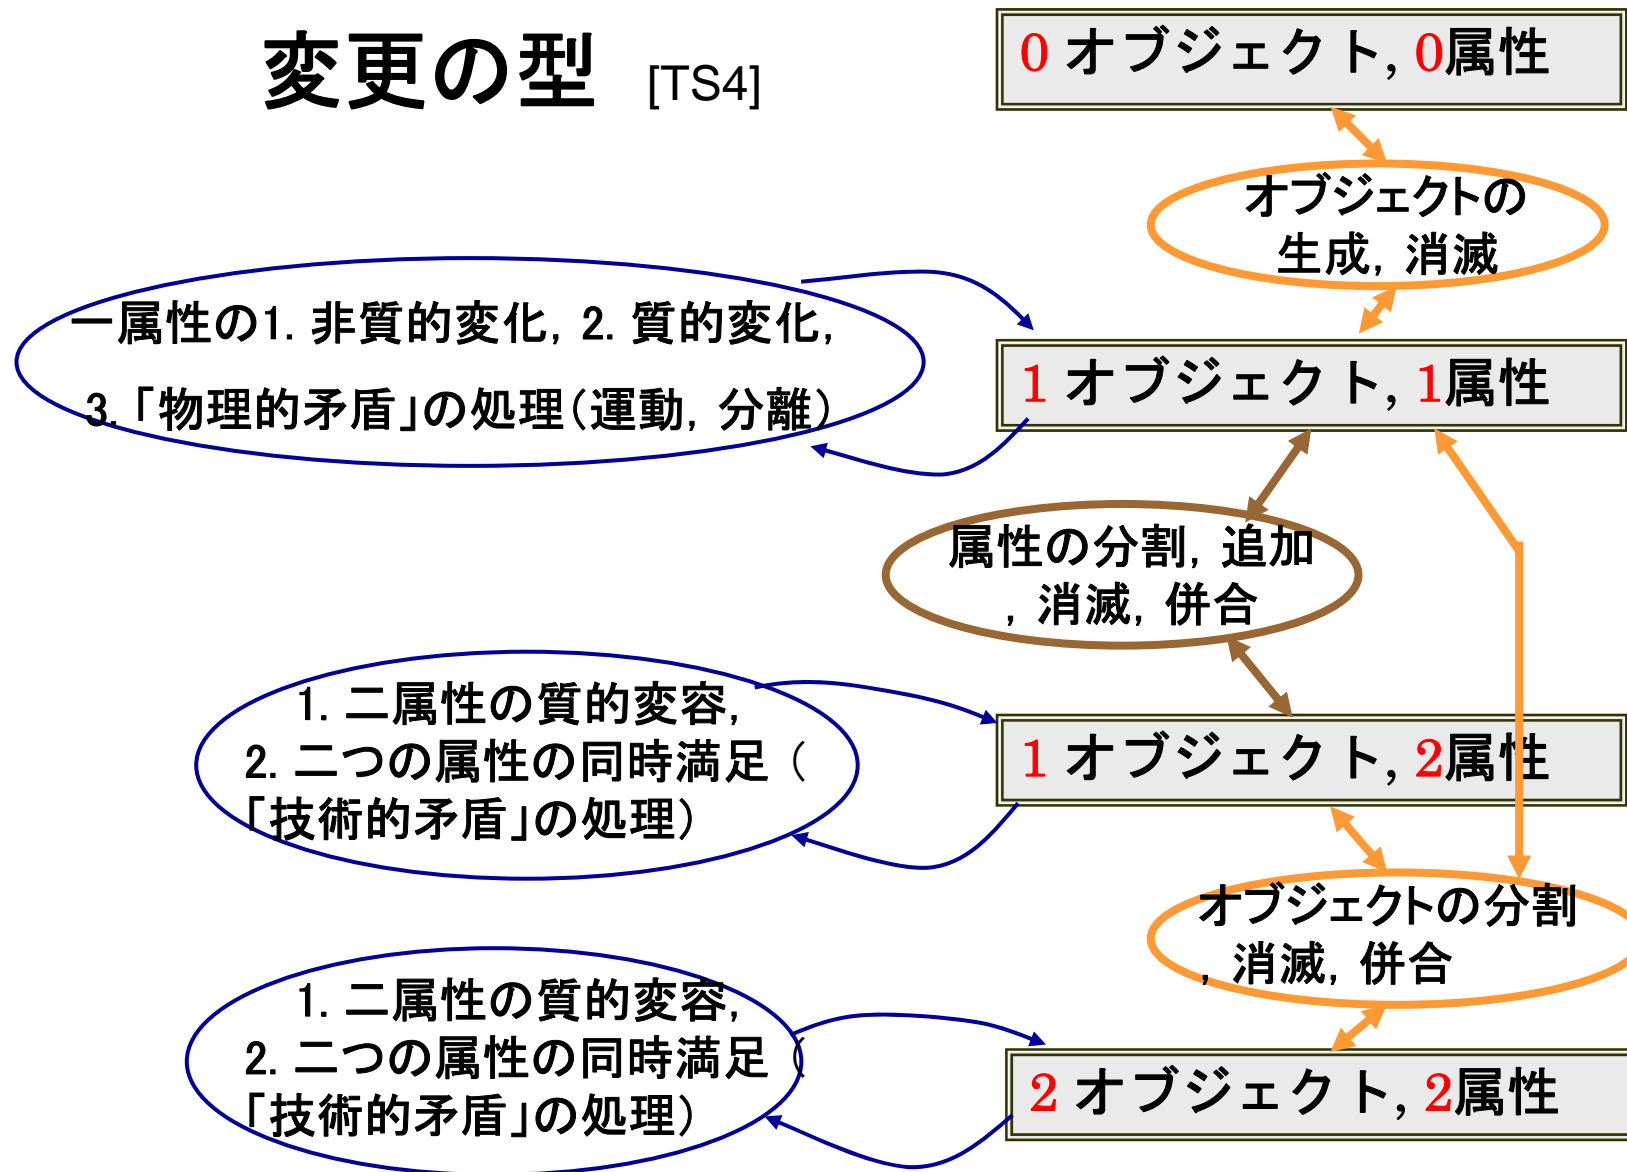 変更の型 [TS4]
0 オブジェクト, 0属性
オブジェクトの
生成, 消滅
一属性の1. 非質的変化, 2. 質的変化,
3.「物理的矛盾」の処理(運動, 分離)
1 オブジェクト, 1属性
属性の分割, 追加
, 消滅, 併合
1. 二属性の質的変容,
2. 二つの属性の同時満足 (
「技術的矛盾」の処理)
1 オブジェクト, 2属性
オブジェクトの分割
, 消滅, 併合
1. 二属性の質的変容,
2. 二つの属性の同時満足 (
「技術的矛盾」の処理)
2 オブジェクト, 2属性